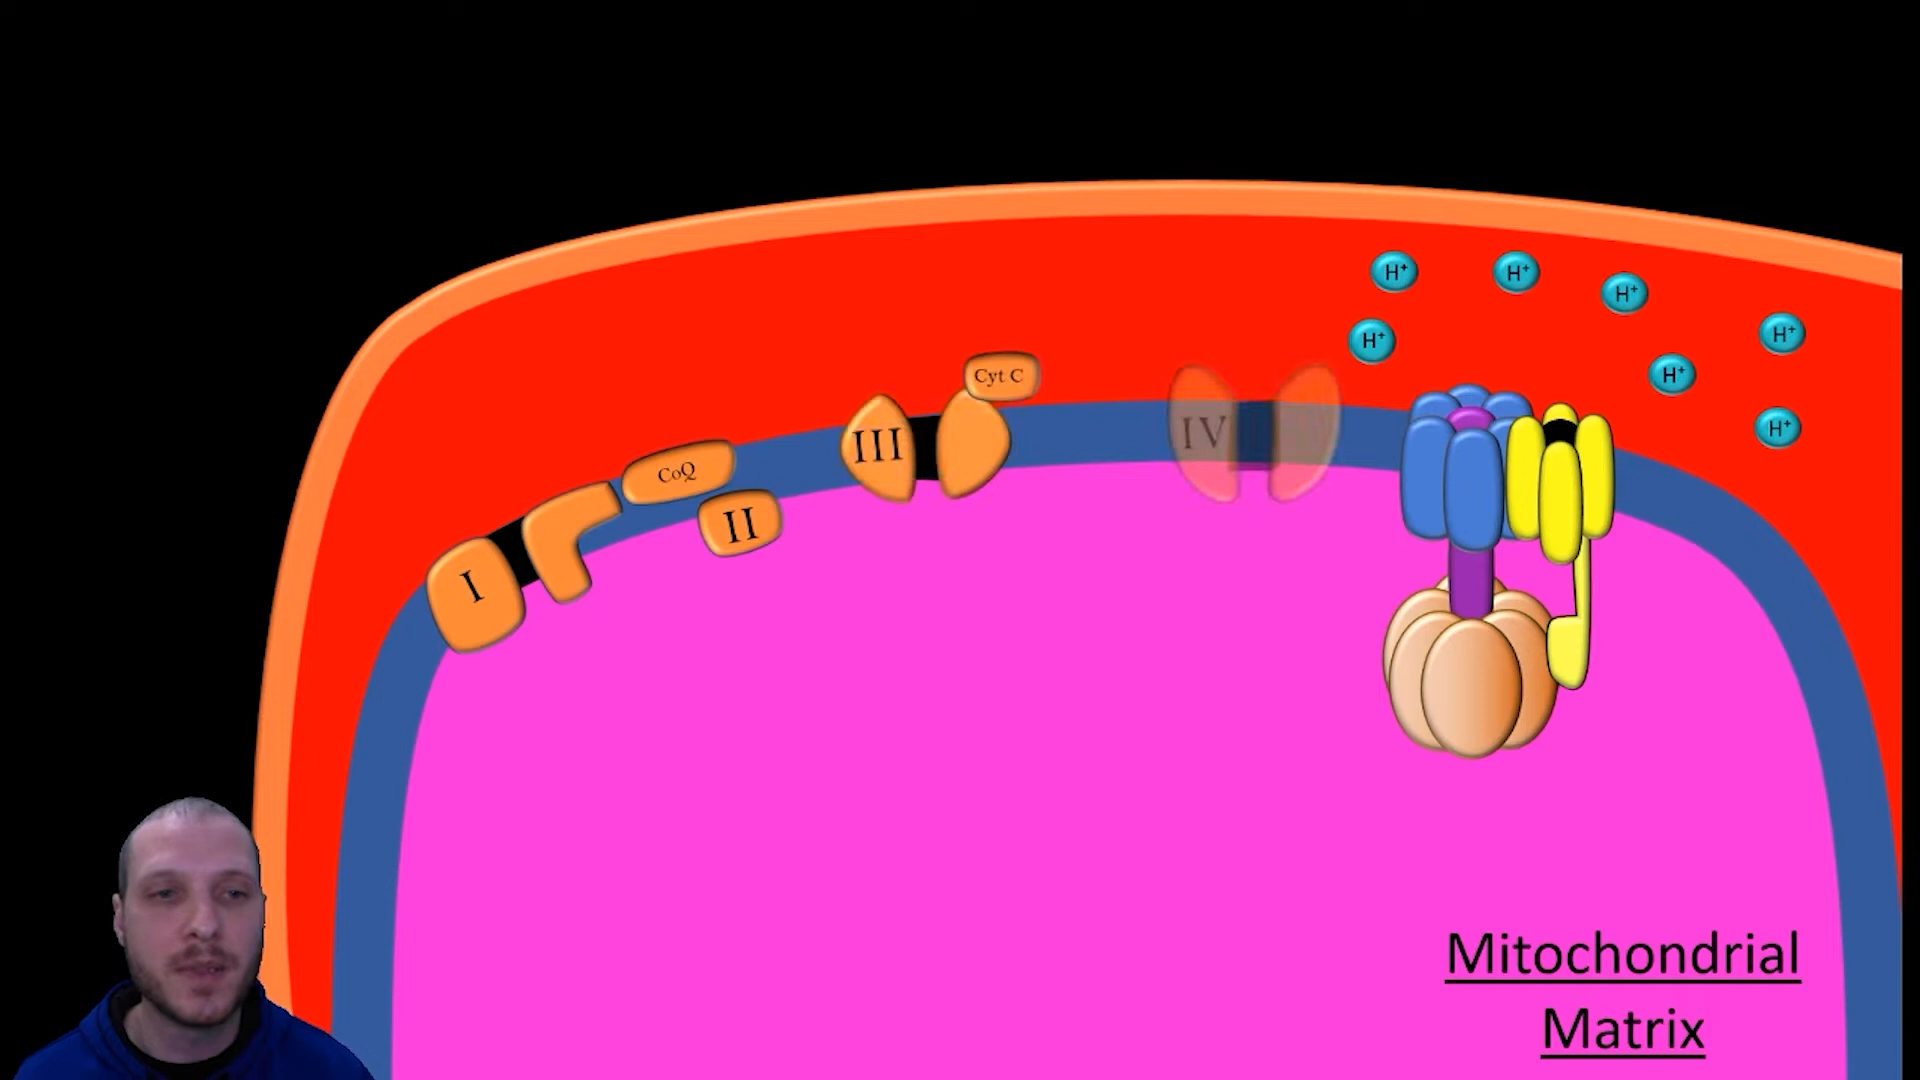 H⁺
H⁺
H⁺
H⁺
H⁺
H⁺
H⁺
Cyt C
III
IV
CoQ
II
I
Mitochondrial
Matrix